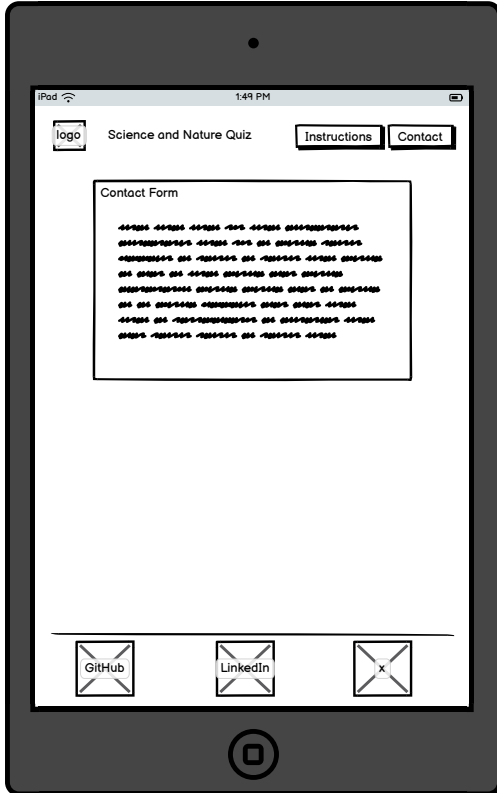 iPad 1:49 PM
logo Science and Nature Quiz Instructions Contact
Contact Form
GitHub LinkedIn x